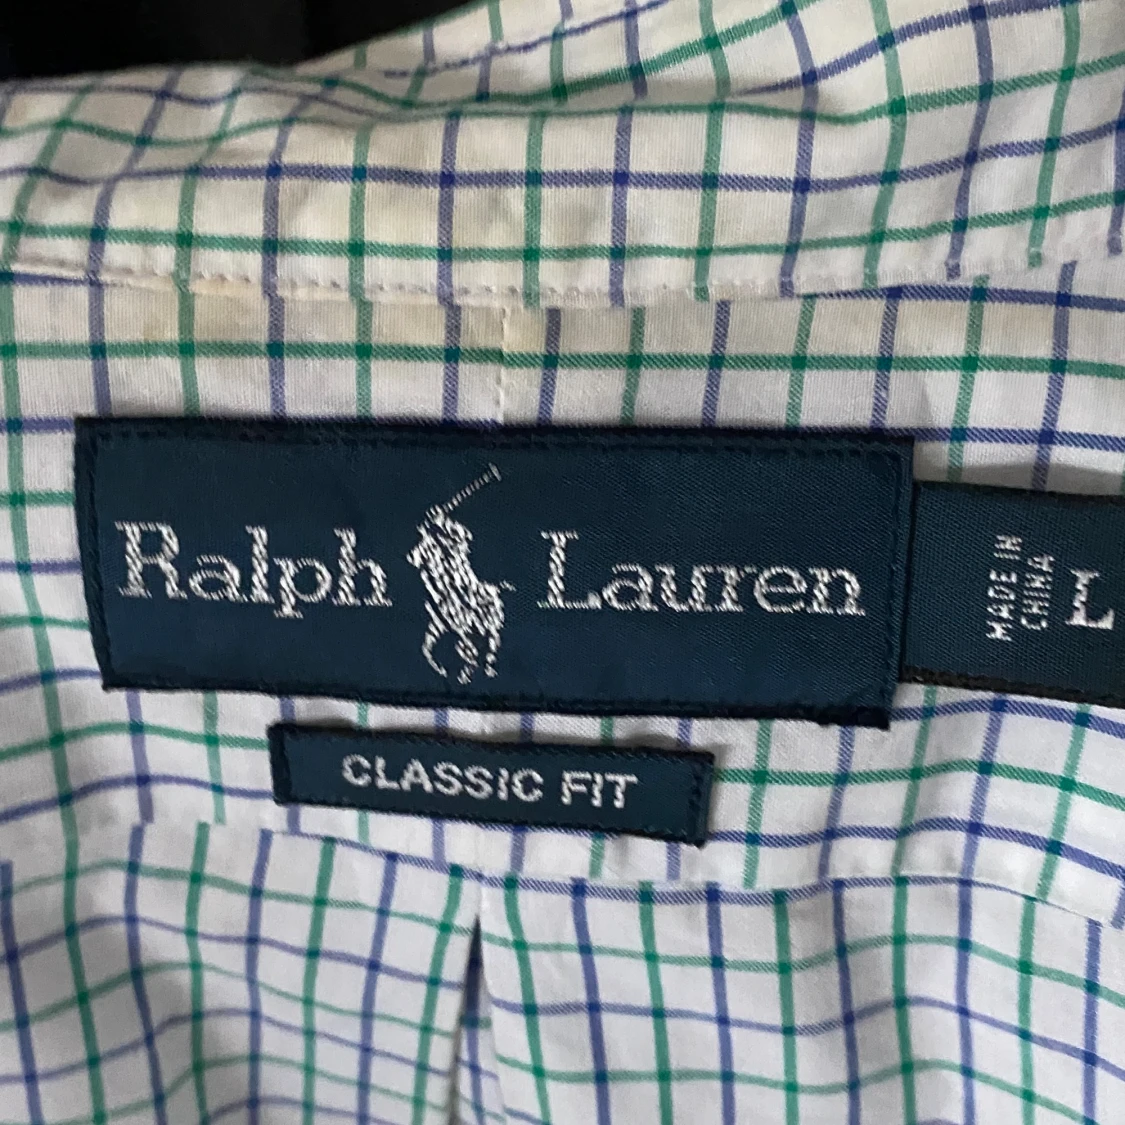 Ralph Lauren
MADE IN
CHINA
L
CLASSIC FIT